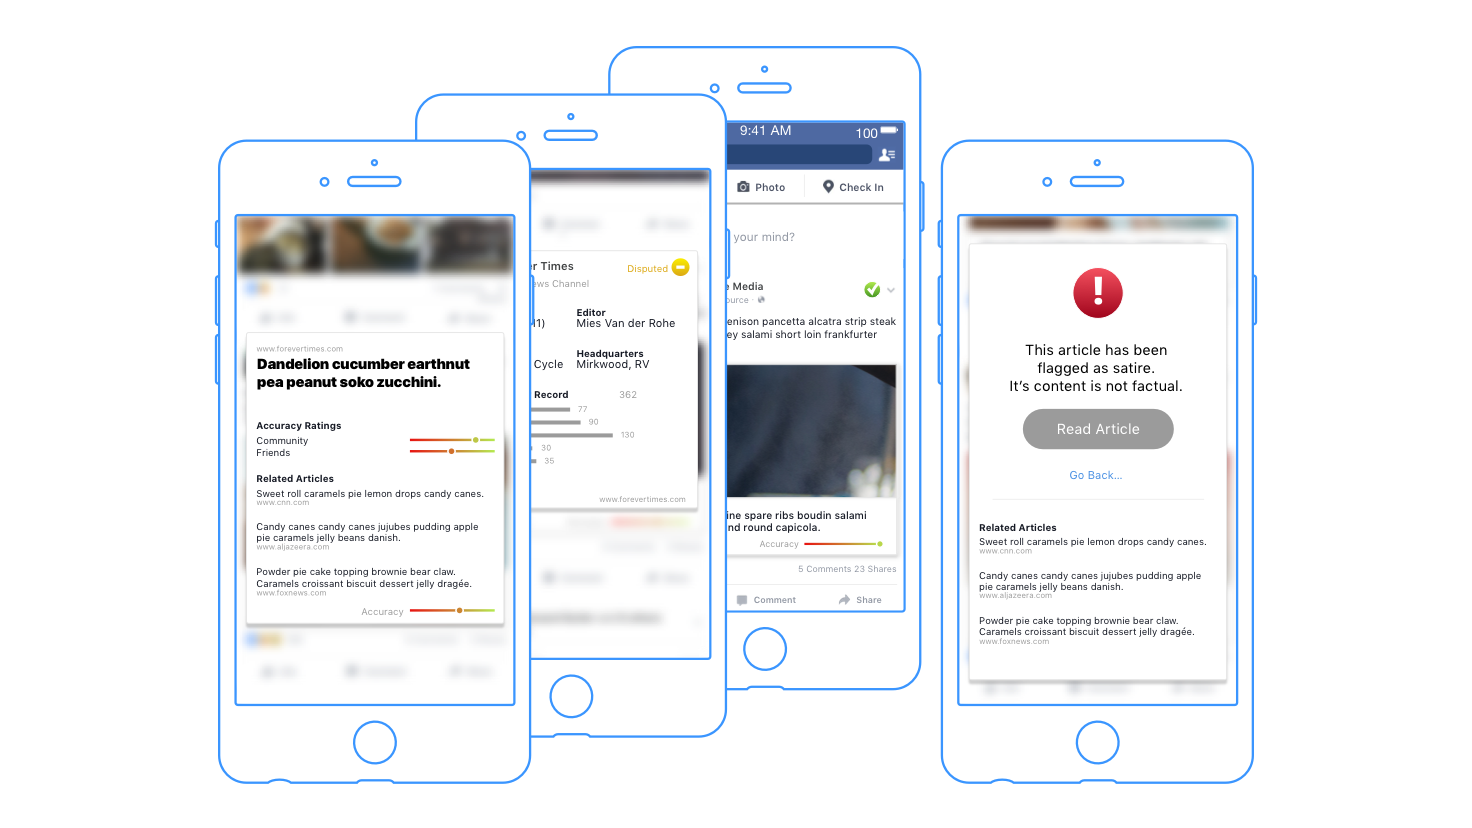 www.forevertimes.com
Dandelion cucumber earthnut
pea peanut soko zucchini.
Accuracy Ratings
Community
Friends
Related Articles
Sweet roll caramels pie lemon drops candy canes.
www.cnn.com
Candy canes candy canes jujubes pudding apple
pie caramels jelly beans danish.
www.aljazeera.com
Powder pie cake topping brownie bear claw.
Caramels croissant biscuit dessert jelly dragée.
www.foxnews.com
Accuracy
r Times
Disputed
ws Channel
Editor
Mies Van der Rohe
Headquarters
Cycle
Mirkwood, RV
Record
362
77
90
130
30
35
www.forevertimes.com
9:41 AM
100
Photo
Check In
your mind?
Media
ource ·
enison pancetta alcatra strip steak
ey salami short loin frankfurter
ine spare ribs boudin salami
nd round capicola.
Accuracy
5 Comments 23 Shares
Comment
Share
This article has been
flagged as satire.
It's content is not factual.
Read Article
Go Back...
Related Articles
Sweet roll caramels pie lemon drops candy canes.
www.cnn.com
Candy canes candy canes jujubes pudding apple
pie caramels jelly beans danish.
www.aljazeera.com
Powder pie cake topping brownie bear claw.
Caramels croissant biscuit dessert jelly dragée.
www.foxnews.com